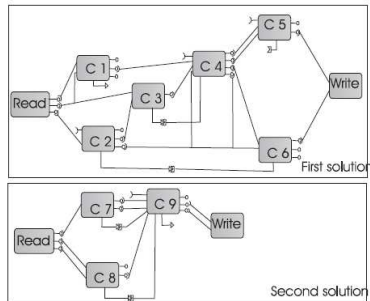 C 5
C 1
C 4
Read
C 3
Write
C 2
C 6
First solution
C 7
C 9
Read
Write
C 8
Second solution